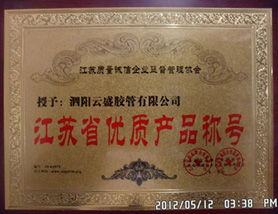 江苏质量诚信企业监督管理协会
授予：泗阳云盛胶管有限公司
江苏省优质产品称号
2012/05/12 03:38 PM